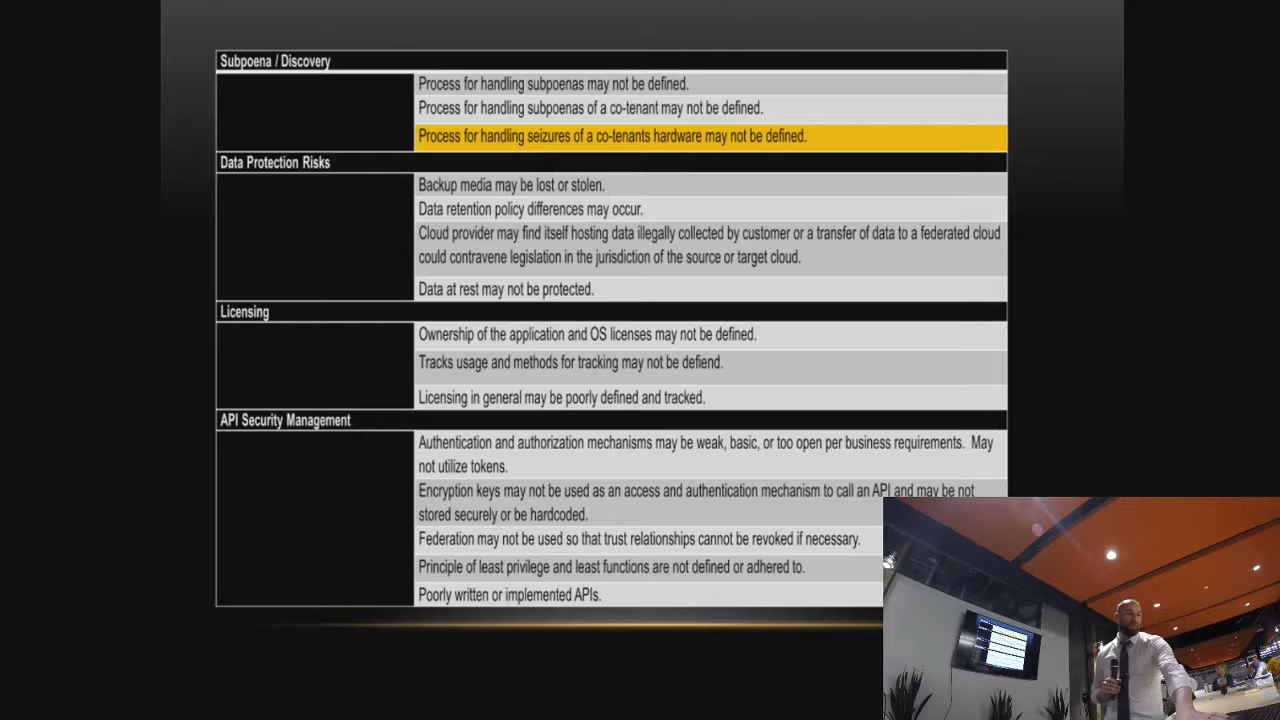 Subpoena / Discovery
Process for handling subpoenas may not be defined.
Process for handling subpoenas of a co-tenant may not be defined.
Process for handling seizures of a co-tenants hardware may not be defined.
Data Protection Risks
Backup media may be lost or stolen.
Data retention policy differences may occur.
Cloud provider may find itself hosting data illegally collected by customer or a transfer of data to a federated cloud
could contravene legislation in the jurisdiction of the source or target cloud.
Data at rest may not be protected.
Licensing
Ownership of the application and OS licenses may not be defined.
Tracks usage and methods for tracking may not be defiend.
Licensing in general may be poorly defined and tracked.
API Security Management
Authentication and authorization mechanisms may be weak, basic, or too open per business requirements. May
not utilize tokens.
Encryption keys may not be used as an access and authentication mechanism to call an API and may be not
stored securely or be hardcoded.
Federation may not be used so that trust relationships cannot be revoked if necessary.
Principle of least privilege and least functions are not defined or adhered to.
Poorly written or implemented APIs.